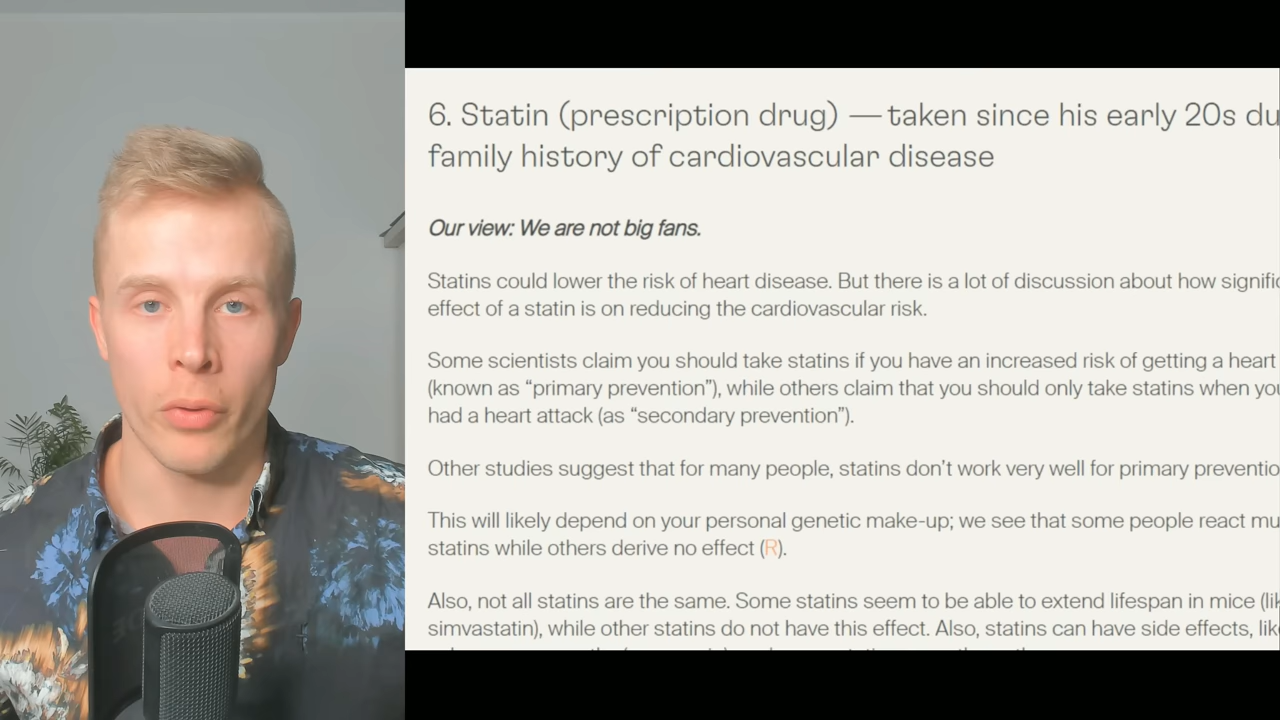 6. Statin (prescription drug) — taken since his early 20s du
family history of cardiovascular disease
Our view: We are not big fans.
Statins could lower the risk of heart disease. But there is a lot of discussion about how signific
effect of a statin is on reducing the cardiovascular risk.
Some scientists claim you should take statins if you have an increased risk of getting a heart
(known as “primary prevention”), while others claim that you should only take statins when you
had a heart attack (as “secondary prevention”).
Other studies suggest that for many people, statins don’t work very well for primary preventio
This will likely depend on your personal genetic make-up; we see that some people react mu
statins while others derive no effect (R).
Also, not all statins are the same. Some statins seem to be able to extend lifespan in mice (lik
simvastatin), while other statins do not have this effect. Also, statins can have side effects, like